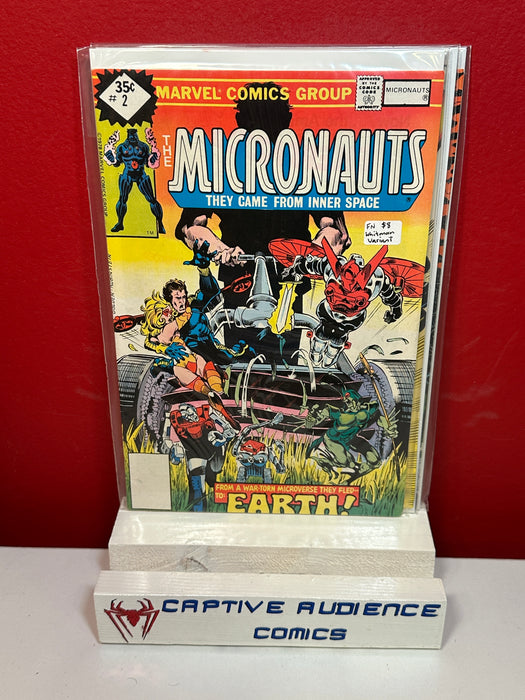 35¢
# 2
MARVEL COMICS GROUP
APPROVED
BY THE
COMICS
CODE
AUTHORITY
MICRONAUTS
®
THE
MICRONAUTS
®
THEY CAME FROM INNER SPACE
FN $8
Whitman
Variant
TM
FROM A WAR-TORN MICROVERSE THEY FLED—
TO: EARTH!
CAPTIVE AUDIENCE
COMICS